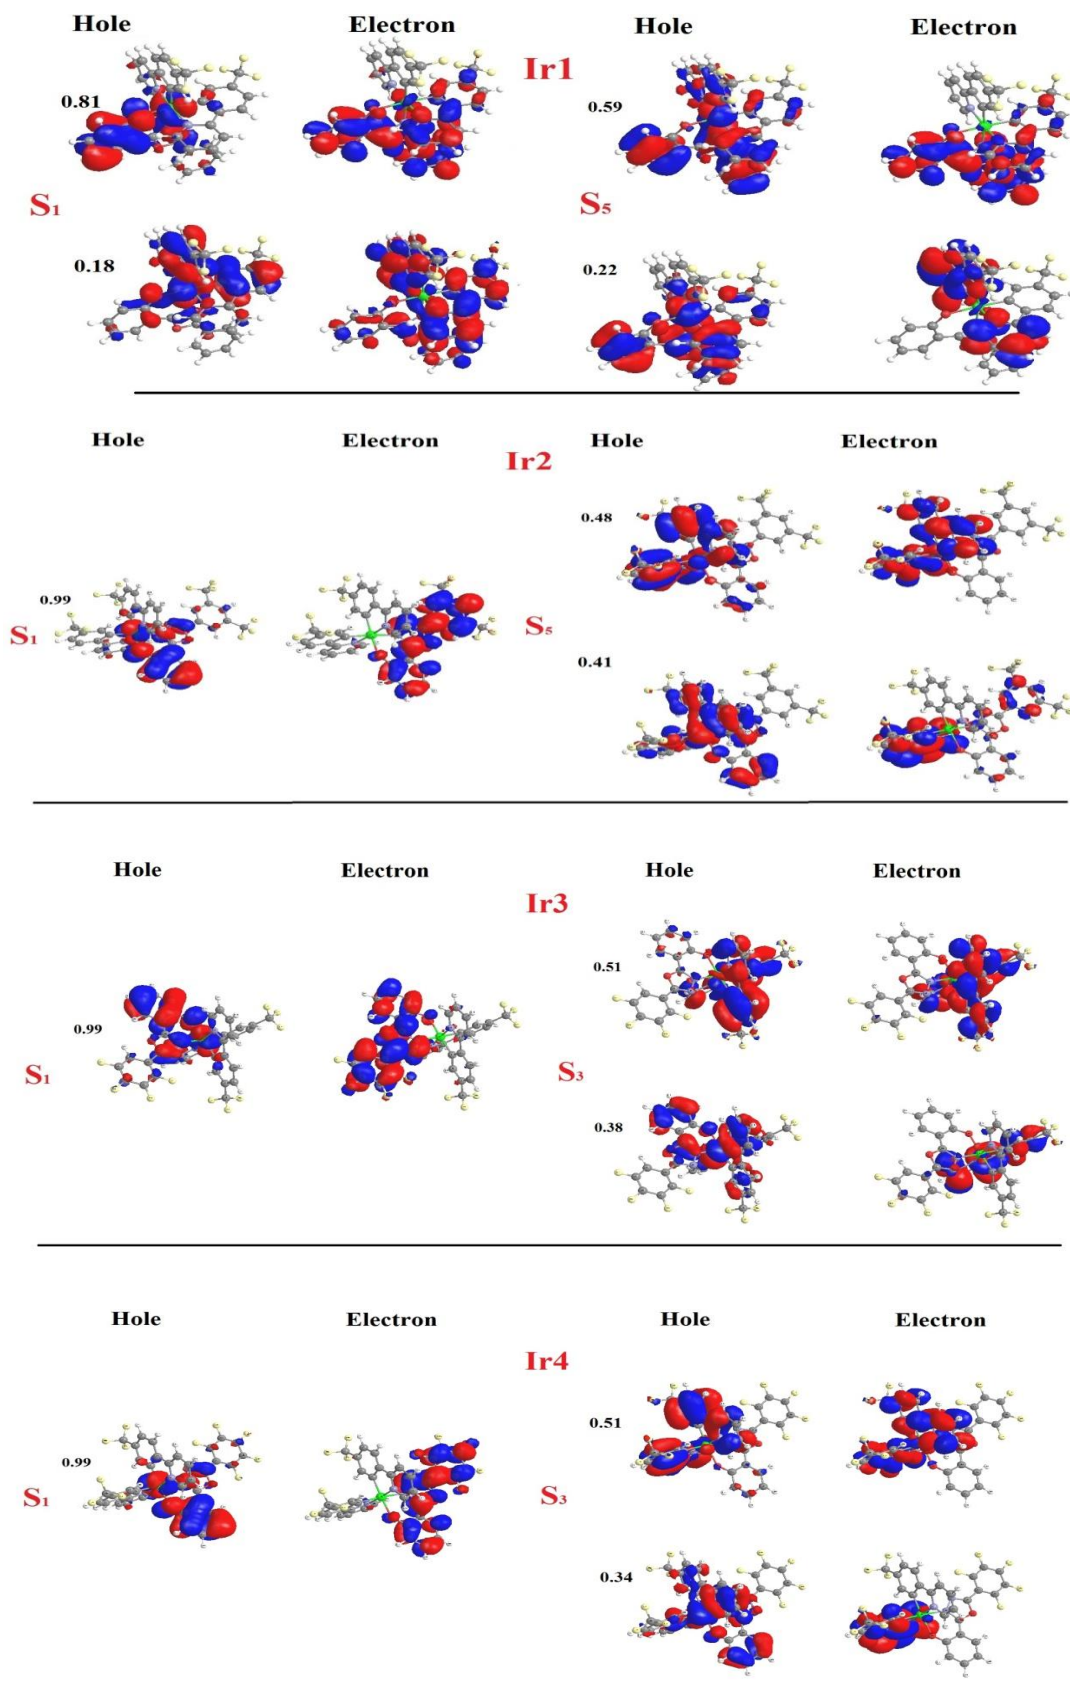 Hole Electron Hole Electron
Ir1
0.81 0.59
S1 S5
0.18 0.22
Hole Electron Hole Electron
Ir2
0.48
0.99
S1 S5
0.41
Hole Electron Hole Electron
Ir3
0.51
0.99
S1 S3
0.38
Hole Electron Hole Electron
Ir4
0.51
0.99
S1 S3
0.34